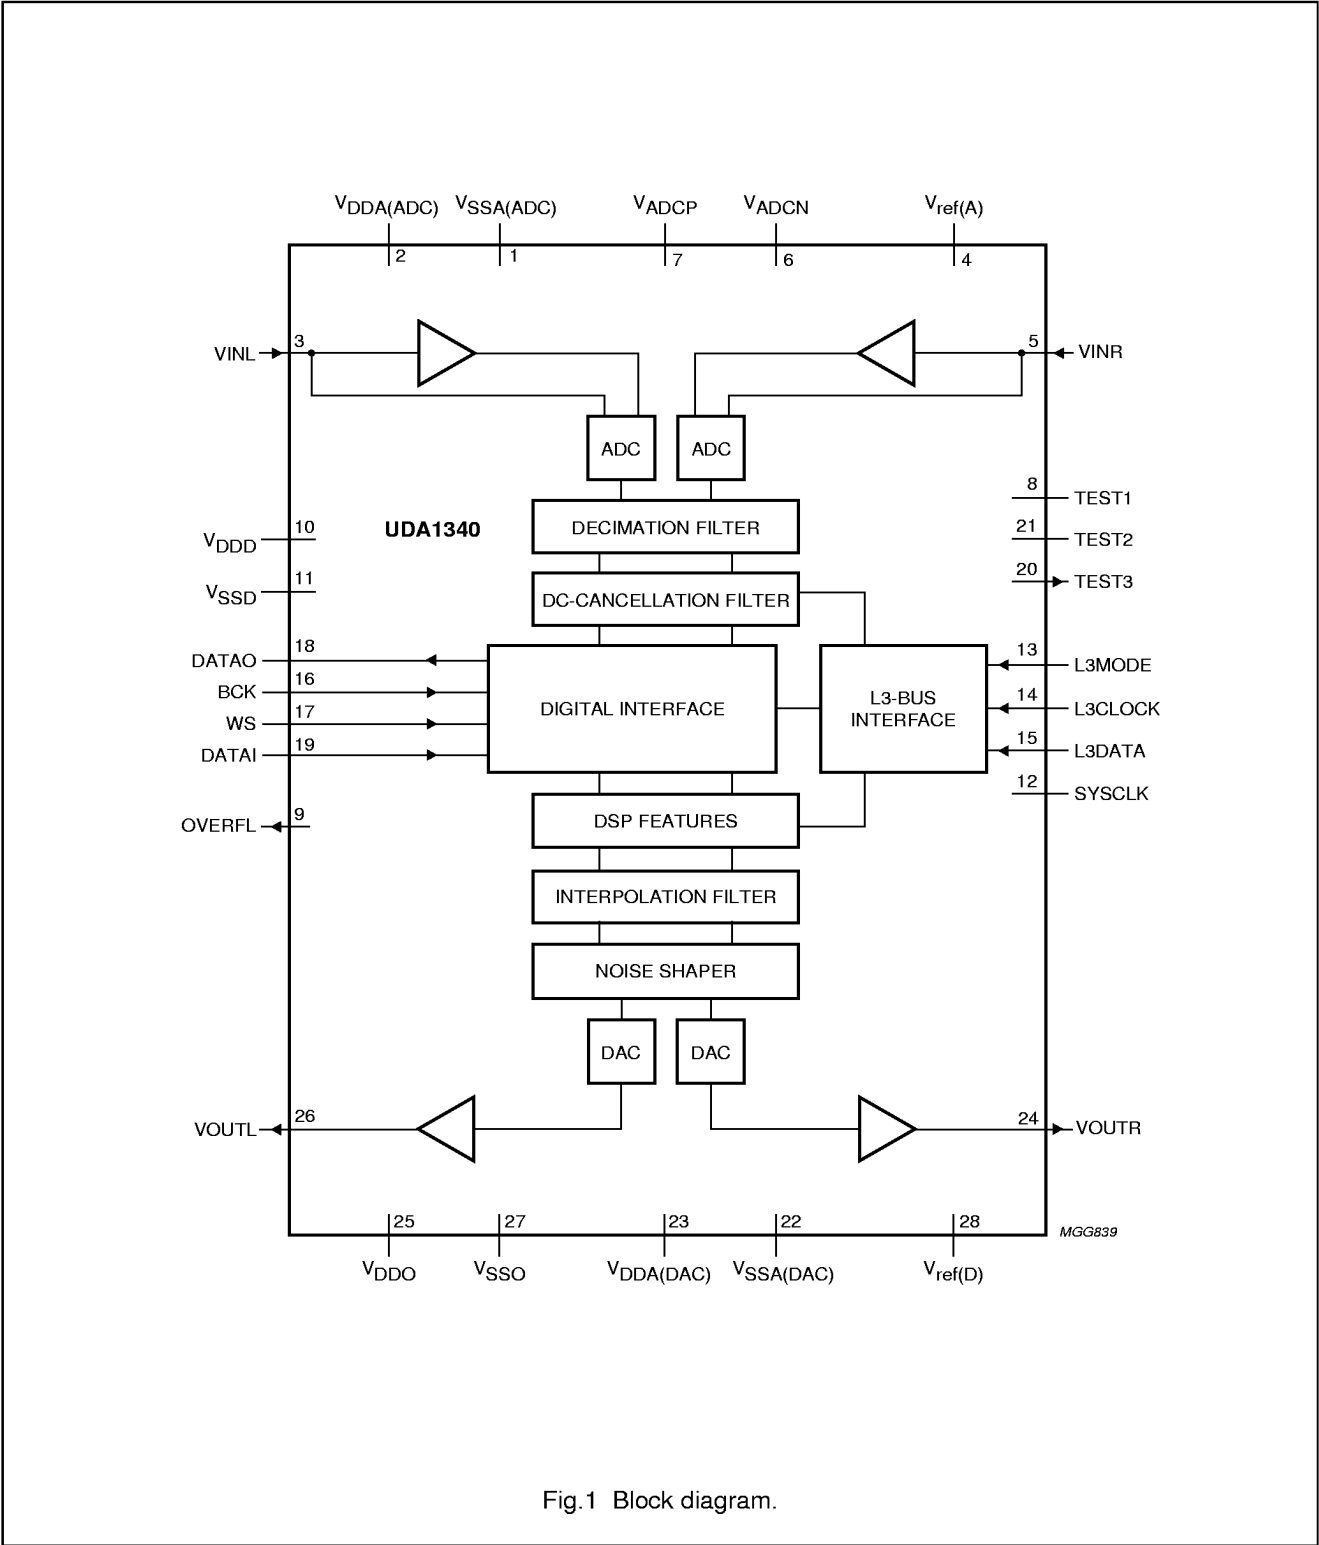 VDDA(ADC) VSSA(ADC) VADCP VADCN Vref(A)
2 1 7 6 4
VINL 3 5 VINR
ADC ADC
8 TEST1
UDA1340
DECIMATION FILTER
VDDD 10 21 TEST2
VSSD 11 20 TEST3
DC-CANCELLATION FILTER
DATAO 18 13 L3MODE
BCK 16 14 L3CLOCK
WS 17 15 L3DATA
DATAI 19 12 SYSCLK
DIGITAL INTERFACE
L3-BUS
INTERFACE
OVERFL 9
DSP FEATURES
INTERPOLATION FILTER
NOISE SHAPER
DAC DAC
VOUTL 26 24 VOUTR
25 27 23 22 28
VDDO VSSO VDDA(DAC) VSSA(DAC) Vref(D)
MGG839
Fig.1 Block diagram.